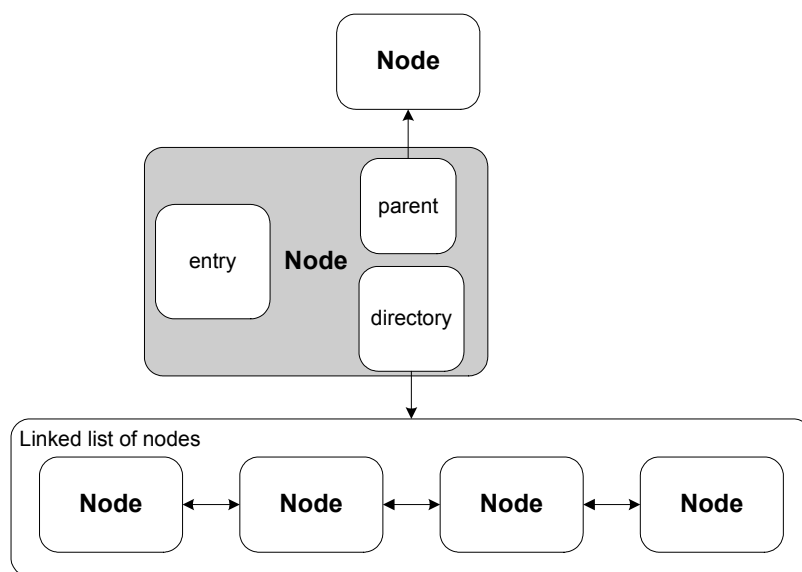 Node
parent
entry
Node
directory
Linked list of nodes
Node
Node
Node
Node